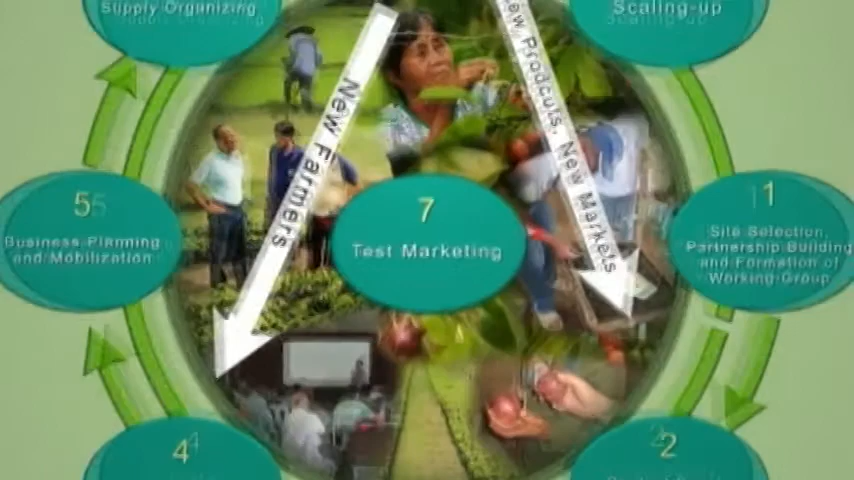 Supply Organizing
Scaling-up
New Farmers
New Prodcuts, New Markets
5
Business Planning
and Mobilization
7
Test Marketing
1
Site Selection,
Partnership Building
and Formation of
Working-Group
4
2